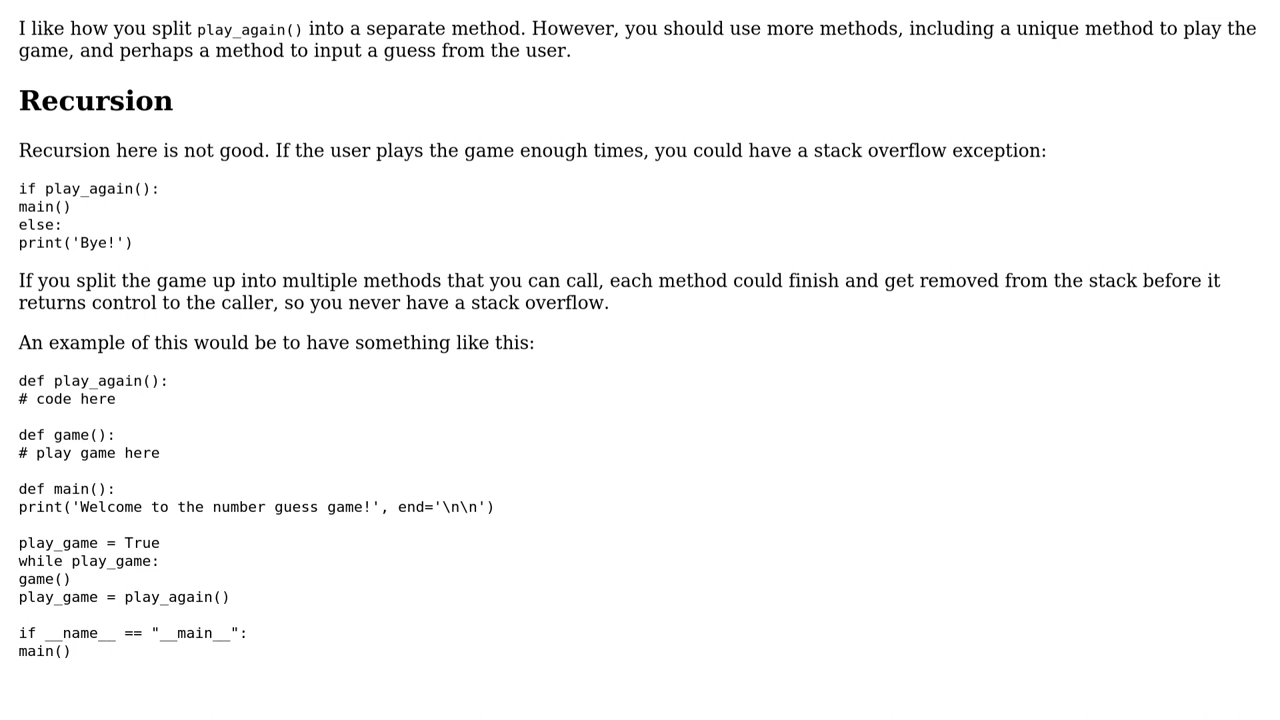 I like how you split play_again() into a separate method. However, you should use more methods, including a unique method to play the
game, and perhaps a method to input a guess from the user.
Recursion
Recursion here is not good. If the user plays the game enough times, you could have a stack overflow exception:
if play_again():
main()
else:
print('Bye!')
If you split the game up into multiple methods that you can call, each method could finish and get removed from the stack before it
returns control to the caller, so you never have a stack overflow.
An example of this would be to have something like this:
def play_again():
# code here
def game():
# play game here
def main():
print('Welcome to the number guess game!', end='\n\n')
play_game = True
while play_game:
game()
play_game = play_again()
if __name__ == "__main__":
main()